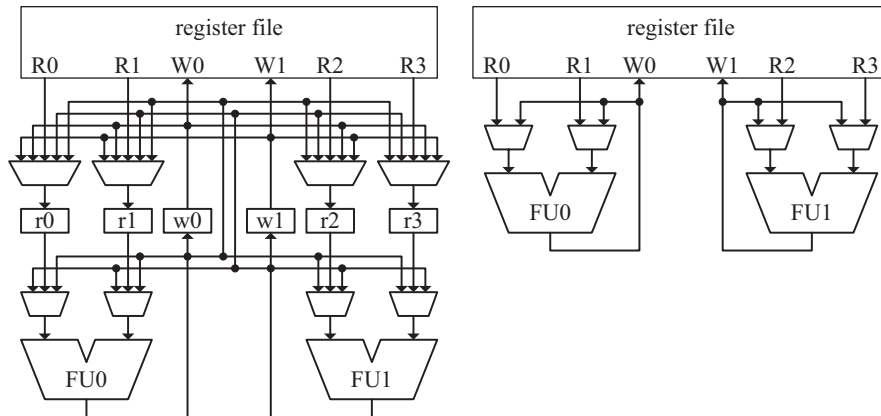 register file
R0 R1 W0 W1 R2 R3
r0 r1 w0 w1 r2 r3
FU0 FU1
register file
R0 R1 W0 W1 R2 R3
FU0 FU1